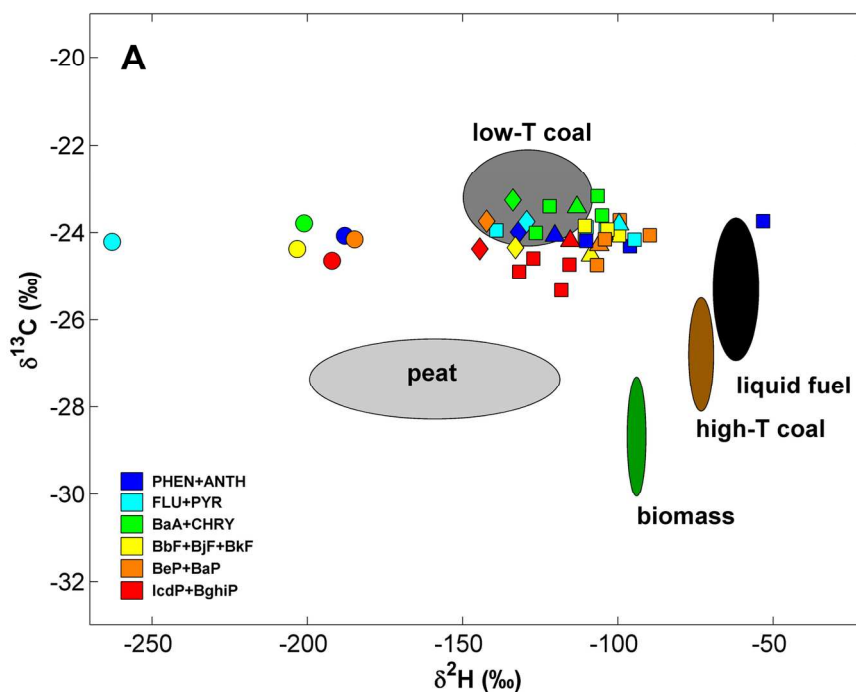 A
-20
-22
-24
-26
-28
-30
-32
δ¹³C (‰)
low-T coal
peat
liquid fuel
high-T coal
biomass
PHEN+ANTH
FLU+PYR
BaA+CHRY
BbF+BjF+BkF
BeP+BaP
IcdP+BghiP
-250 -200 -150 -100 -50
δ²H (‰)